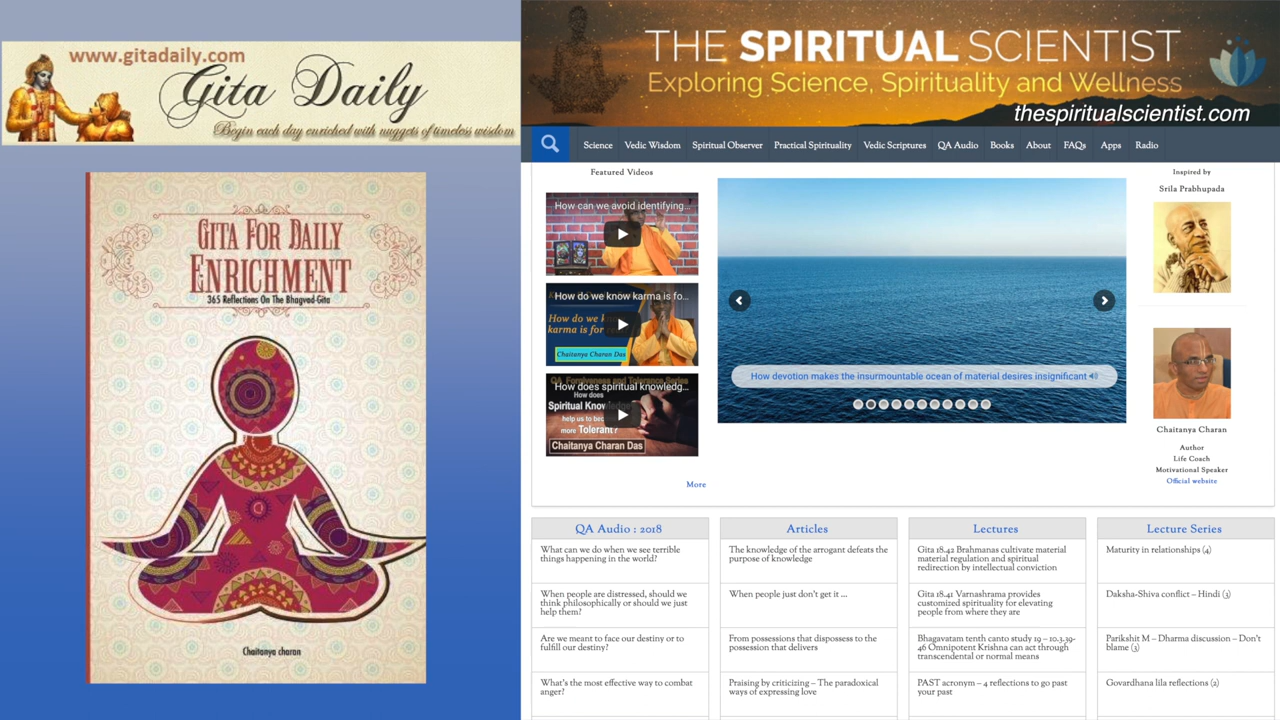 www.gitadaily.com
Gita Daily
Begin each day enriched with nuggets of timeless wisdom
GITA FOR DAILY
ENRICHMENT
365 Reflections On The Bhagvad-Gita
Chaitanya charan
THE SPIRITUAL SCIENTIST
Exploring Science, Spirituality and Wellness
thespiritualscientist.com
Science Vedic Wisdom Spiritual Observer Practical Spirituality Vedic Scriptures QA Audio Books About FAQs Apps Radio
Featured Videos
How can we avoid identifying...
How do we know karma is fo...
How do we
karma is for
Chaitanya Charan Das
QA Forgiveness and Tolerance Series
How does spiritual knowledg...
How does
Spiritual Know
help us to be
more Tolerant?
Chaitanya Charan Das
More
How devotion makes the insurmountable ocean of material desires insignificant
Inspired by
Srila Prabhupada
Chaitanya Charan
Author
Life Coach
Motivational Speaker
Official website
QA Audio : 2018
What can we do when we see terrible
things happening in the world?
When people are distressed, should we
think philosophically or should we just
help them?
Are we meant to face our destiny or to
fulfill our destiny?
What's the most effective way to combat
anger?
Articles
The knowledge of the arrogant defeats the
purpose of knowledge
When people just don't get it ...
From possessions that dispossess to the
possession that delivers
Praising by criticizing – The paradoxical
ways of expressing love
Lectures
Gita 18.42 Brahmanas cultivate material
material regulation and spiritual
redirection by intellectual conviction
Gita 18.41 Varnashrama provides
customized spirituality for elevating
people from where they are
Bhagavatam tenth canto study 19 – 10.3.39-
46 Omnipotent Krishna can act through
transcendental or normal means
PAST acronym – 4 reflections to go past
your past
Lecture Series
Maturity in relationships (4)
Daksha-Shiva conflict – Hindi (3)
Parikshit M – Dharma discussion – Don't
blame (3)
Govardhana lila reflections (2)